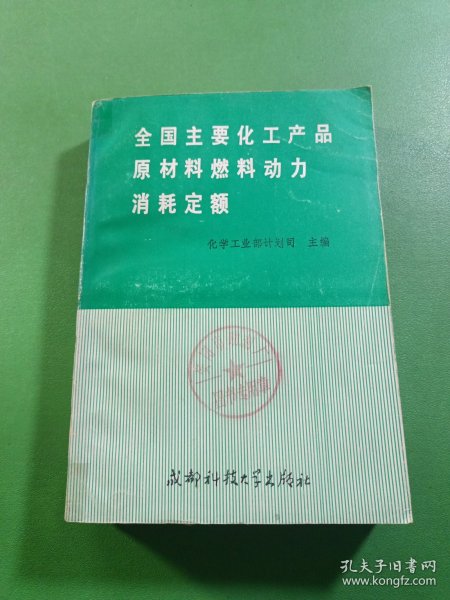 全国主要化工产品
原材料燃料动力
消耗定额
化学工业部计划司 主编
成都科技大学出版社
孔夫子旧书网
www.kongfz.com